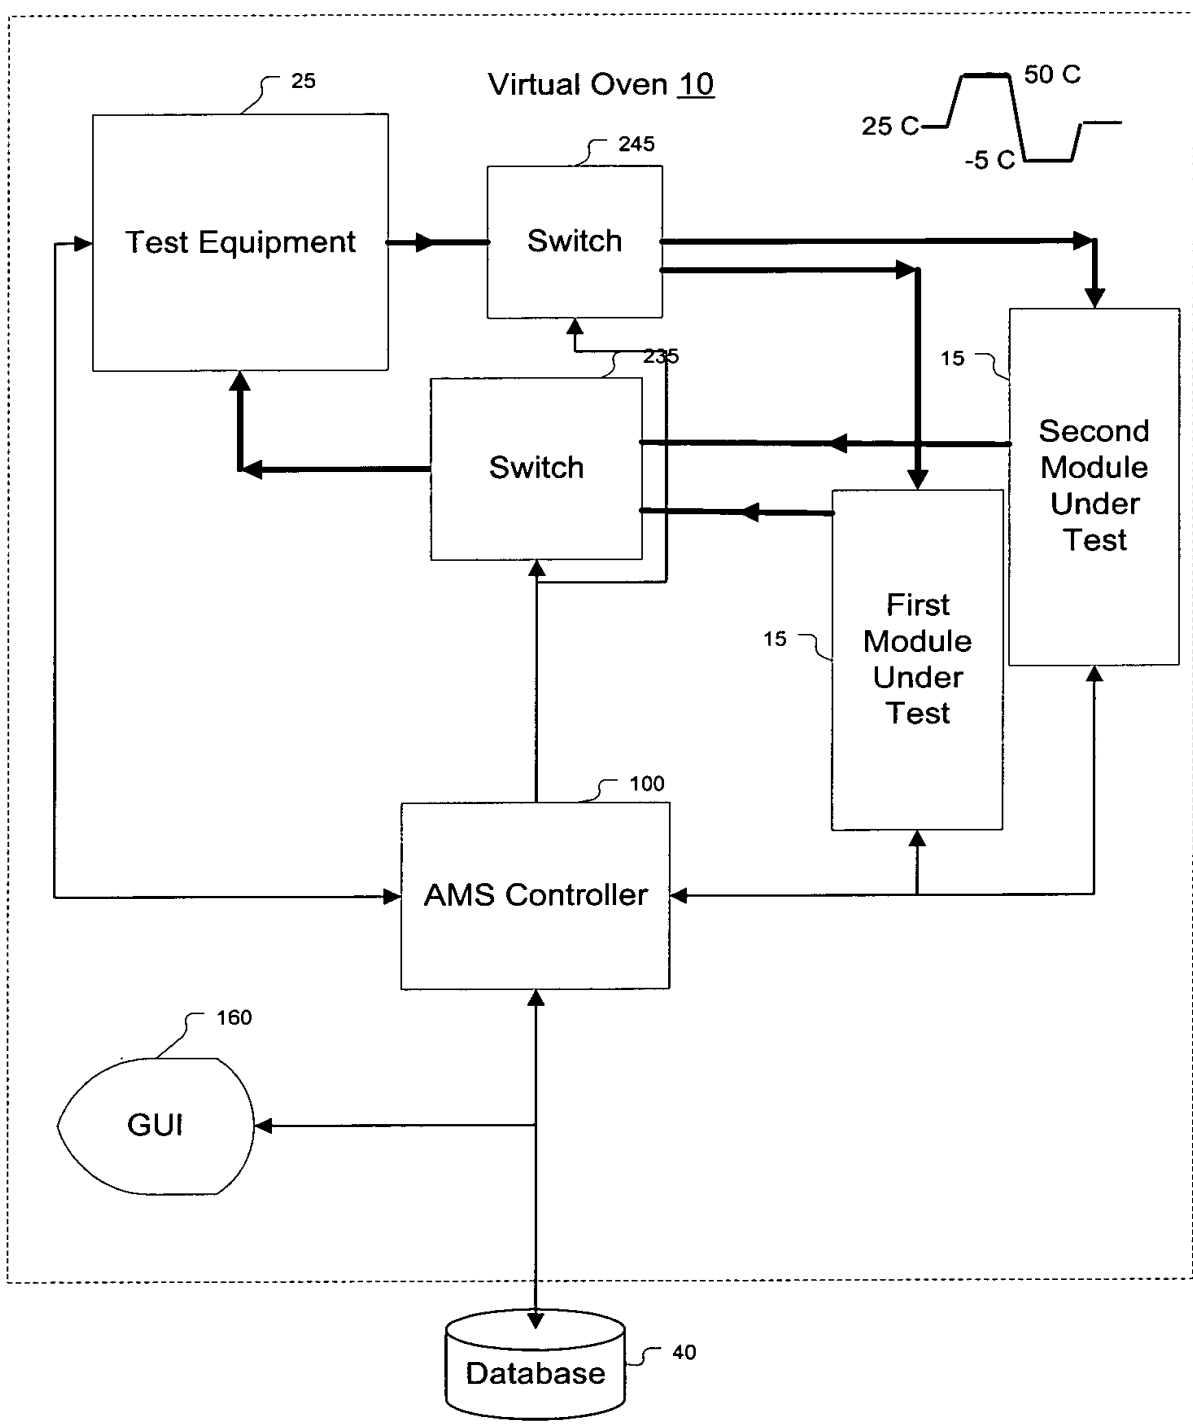 25
Virtual Oven 10
50 C
25 C
-5 C
245
Test Equipment
Switch
235
15
Second
Module
Under
Test
Switch
First
Module
Under
Test
15
100
AMS Controller
160
GUI
Database
40